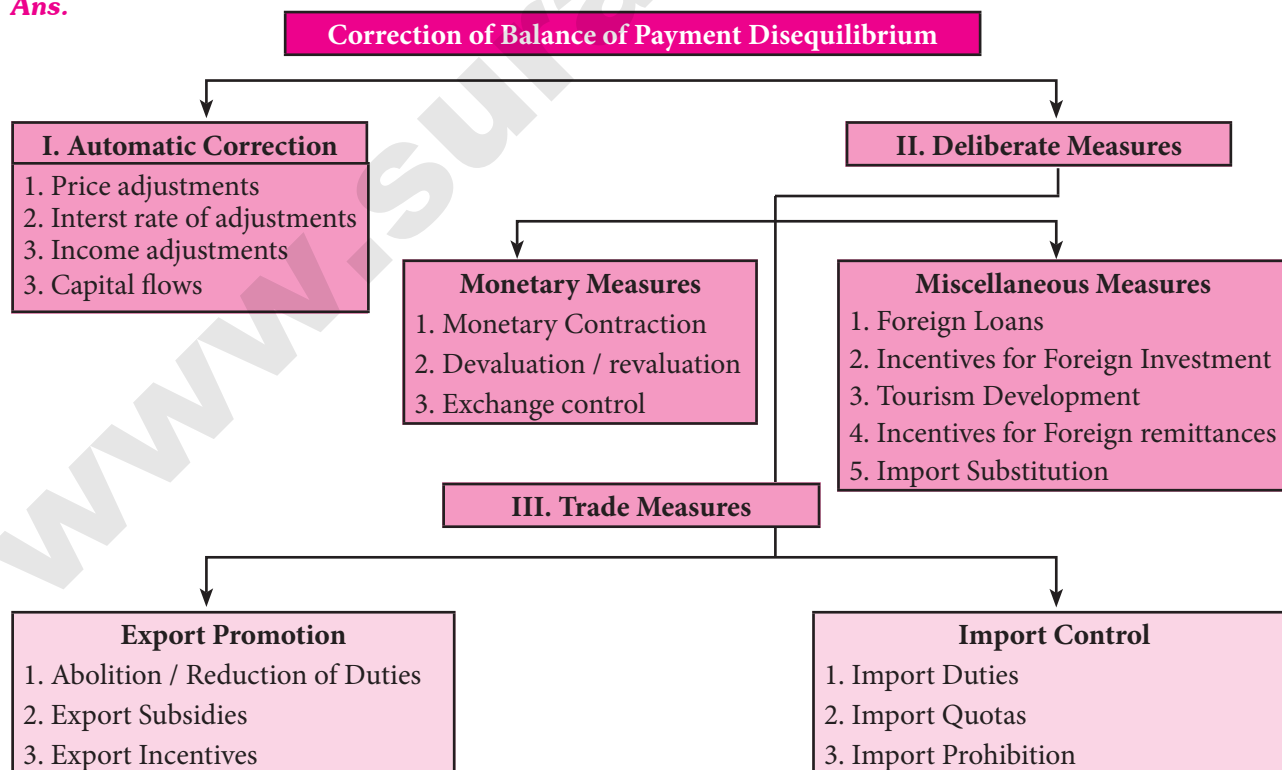 Ans.
Correction of Balance of Payment Disequilibrium
I. Automatic Correction
1. Price adjustments
2. Interst rate of adjustments
3. Income adjustments
3. Capital flows
II. Deliberate Measures
Monetary Measures
1. Monetary Contraction
2. Devaluation / revaluation
3. Exchange control
Miscellaneous Measures
1. Foreign Loans
2. Incentives for Foreign Investment
3. Tourism Development
4. Incentives for Foreign remittances
5. Import Substitution
III. Trade Measures
Export Promotion
1. Abolition / Reduction of Duties
2. Export Subsidies
3. Export Incentives
Import Control
1. Import Duties
2. Import Quotas
3. Import Prohibition